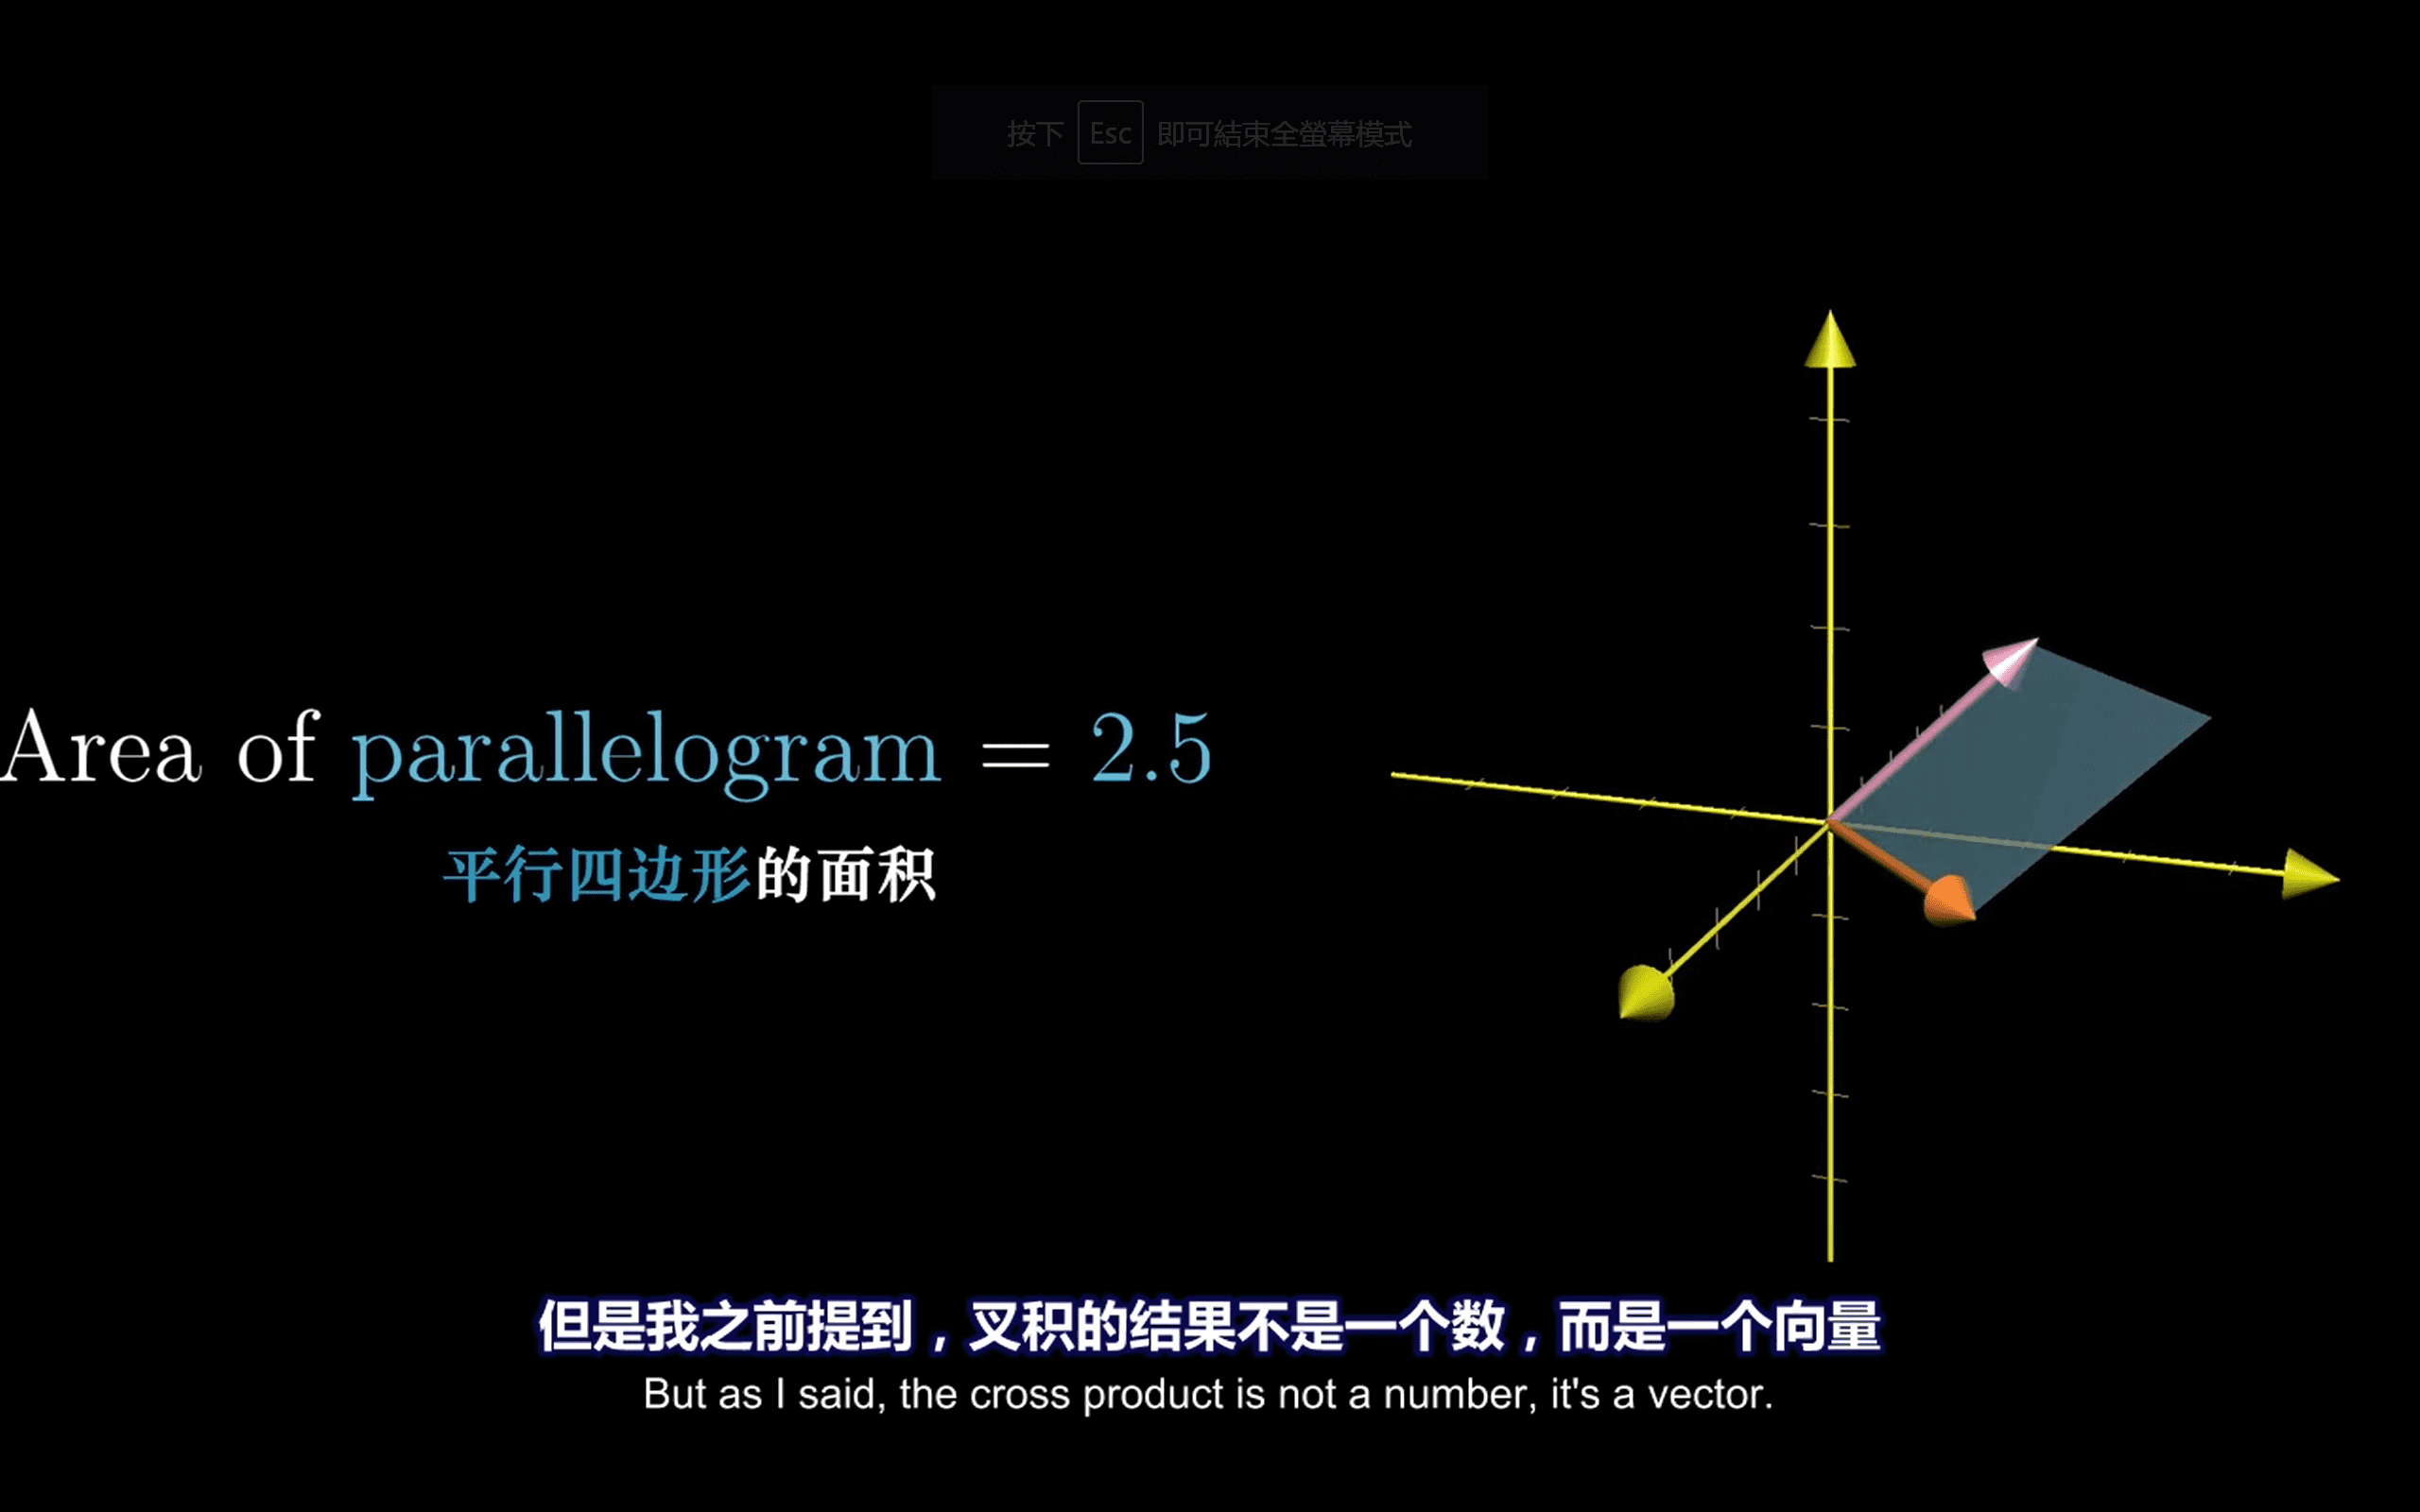 按下 Esc 即可結束全螢幕模式
Area of parallelogram = 2.5
平行四边形的面积
但是我之前提到，叉积的结果不是一个数，而是一个向量
But as I said, the cross product is not a number, it's a vector.